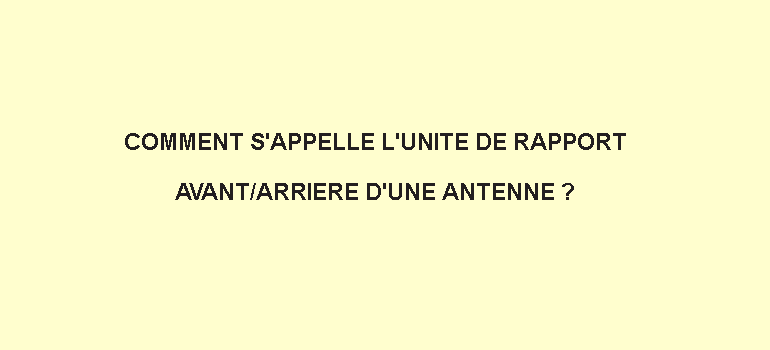 COMMENT S'APPELLE L'UNITE DE RAPPORT
AVANT/ARRIERE D'UNE ANTENNE ?